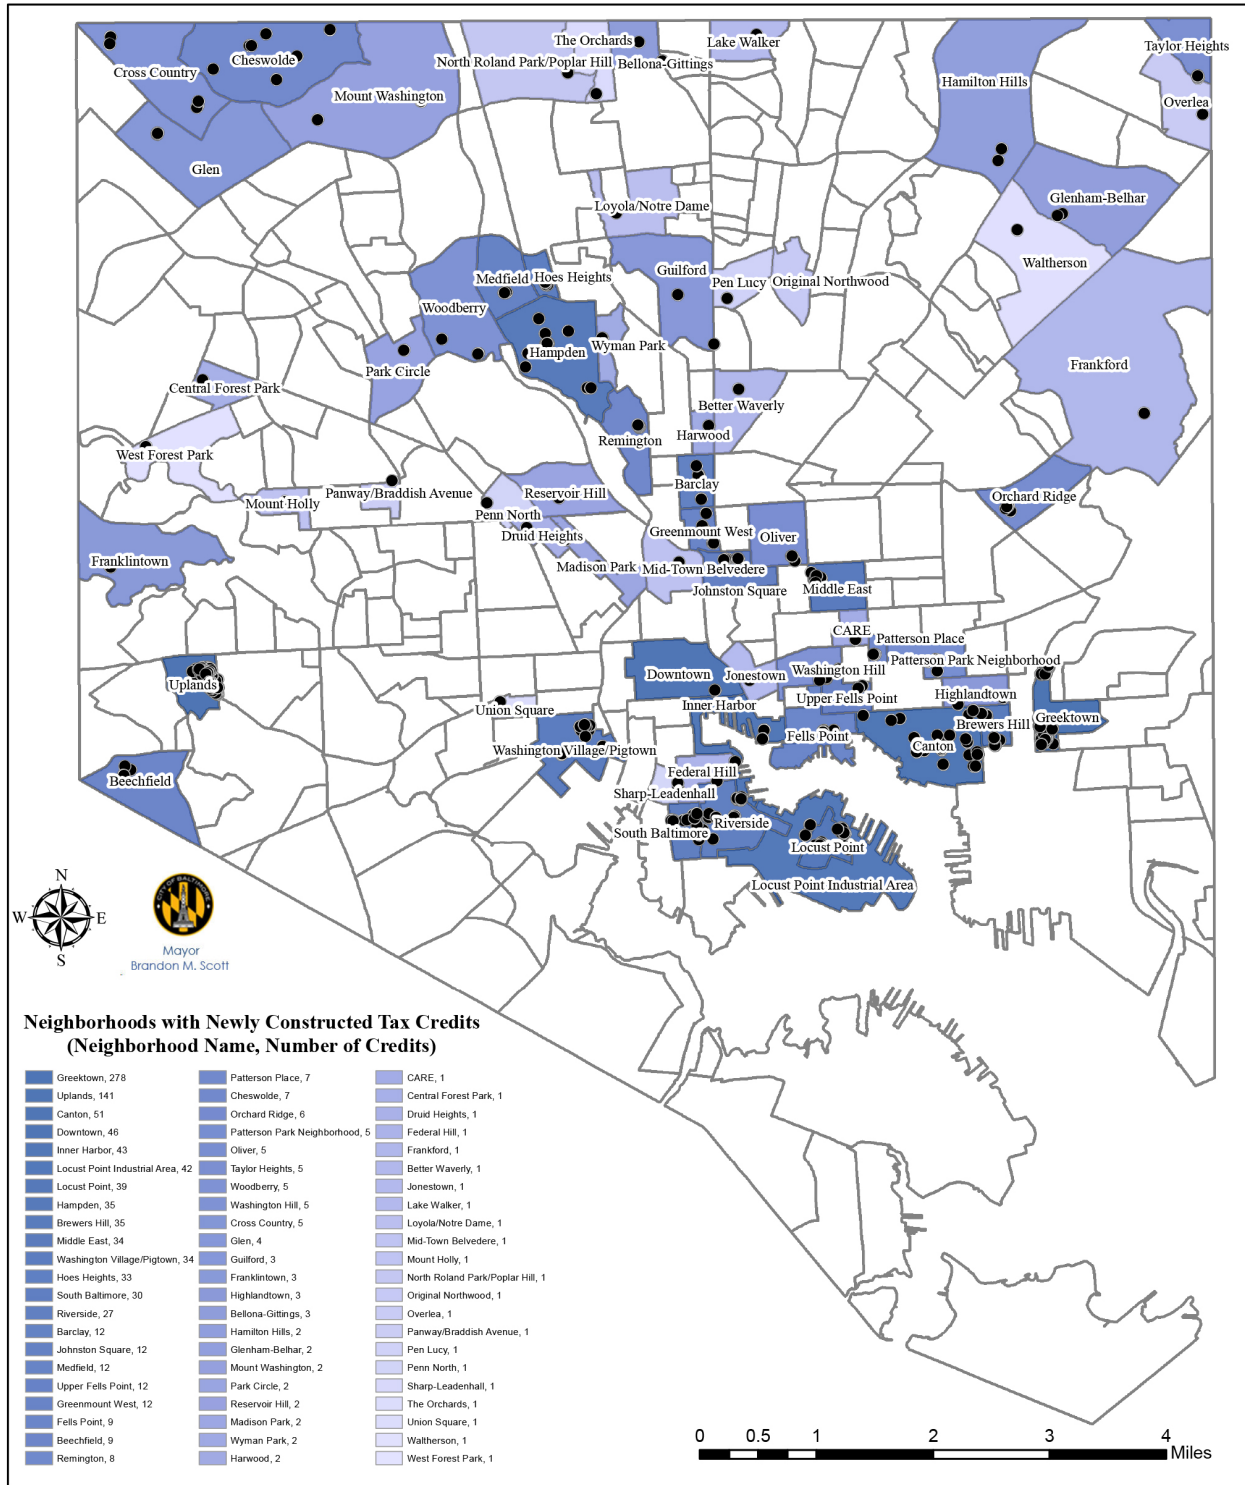 Taylor Heights
The Orchards
Lake Walker
Cheswolde
North Roland Park/Poplar Hill
Bellona-Gittings
Cross Country
Hamilton Hills
Mount Washington
Overlea
Glen
Glenham-Belhar
Loyola/Notre Dame
Waltherson
Guilford
Medfield
Hoes Heights
Pen Lucy
Original Northwood
Woodberry
Wyman Park
Hampden
Frankford
Park Circle
Central Forest Park
Better Waverly
Harwood
Remington
West Forest Park
Barclay
Panway/Braddish Avenue
Reservoir Hill
Orchard Ridge
Mount Holly
Penn North
Druid Heights
Greenmount West
Oliver
Franklintown
Madison Park
Mid-Town Belvedere
Johnston Square
Middle East
CARE
Patterson Place
Patterson Park Neighborhood
Washington Hill
Downtown
Jonestown
Uplands
Upper Fells Point
Highlandtown
Inner Harbor
Union Square
Greektown
Brewers Hill
Fells Point
Canton
Washington Village/Pigtown
Federal Hill
Beechfield
Sharp-Leadenhall
Riverside
South Baltimore
Locust Point
Locust Point Industrial Area
N
W
E
S
CITY OF BALTIMORE
Mayor
Brandon M. Scott
Neighborhoods with Newly Constructed Tax Credits
(Neighborhood Name, Number of Credits)
Greektown, 278
Uplands, 141
Canton, 51
Downtown, 46
Inner Harbor, 43
Locust Point Industrial Area, 42
Locust Point, 39
Hampden, 35
Brewers Hill, 35
Middle East, 34
Washington Village/Pigtown, 34
Hoes Heights, 33
South Baltimore, 30
Riverside, 27
Barclay, 12
Johnston Square, 12
Medfield, 12
Upper Fells Point, 12
Greenmount West, 12
Fells Point, 9
Beechfield, 9
Remington, 8
Patterson Place, 7
Cheswolde, 7
Orchard Ridge, 6
Patterson Park Neighborhood, 5
Oliver, 5
Taylor Heights, 5
Woodberry, 5
Washington Hill, 5
Cross Country, 5
Glen, 4
Guilford, 3
Franklintown, 3
Highlandtown, 3
Bellona-Gittings, 3
Hamilton Hills, 2
Glenham-Belhar, 2
Mount Washington, 2
Park Circle, 2
Reservoir Hill, 2
Madison Park, 2
Wyman Park, 2
Harwood, 2
CARE, 1
Central Forest Park, 1
Druid Heights, 1
Federal Hill, 1
Frankford, 1
Better Waverly, 1
Jonestown, 1
Lake Walker, 1
Loyola/Notre Dame, 1
Mid-Town Belvedere, 1
Mount Holly, 1
North Roland Park/Poplar Hill, 1
Original Northwood, 1
Overlea, 1
Panway/Braddish Avenue, 1
Pen Lucy, 1
Penn North, 1
Sharp-Leadenhall, 1
The Orchards, 1
Union Square, 1
Waltherson, 1
West Forest Park, 1
0 0.5 1 2 3 4
Miles